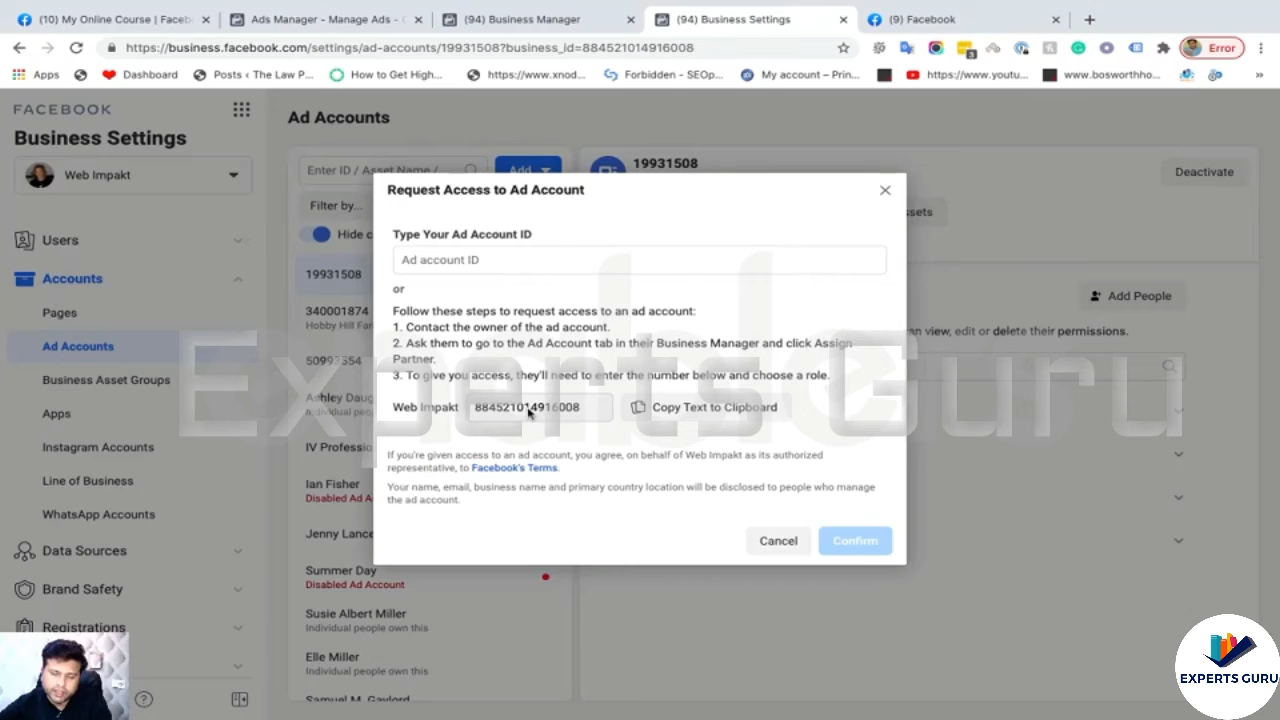 (10) My Online Course | Faceb
Ads Manager - Manage Ads -
(94) Business Manager
(94) Business Settings
(9) Facebook
https://business.facebook.com/settings/ad-accounts/19931508?business_id=884521014916008
3
Error
Apps
Dashboard
Posts ‹ The Law P...
How to Get High...
https://www.xnod...
Forbidden - SEOp...
My account – Prin...
https://www.youtu...
www.bosworthho...
FACEBOOK
Business Settings
Web Impakt
Users
Accounts
Pages
Ad Accounts
Business Asset Groups
Apps
Instagram Accounts
Line of Business
WhatsApp Accounts
Data Sources
Brand Safety
Registrations
Ad Accounts
Enter ID / Asset Name /
Add
Filter by...
Hide
19931508
340001874
Hobby Hill Far
Ashley Daug
Individual people
IV Professio
Ian Fisher
Disabled Ad A
Jenny Lance
Summer Day
Disabled Ad Account
Susie Albert Miller
Individual people own this
Elle Miller
Individual people own this
Samuel M. Gaylord
19931508
Deactivate
ssets
Add People
n view, edit or delete their permissions.
Request Access to Ad Account
Type Your Ad Account ID
Ad account ID
or
Follow these steps to request access to an ad account:
1. Contact the owner of the ad account.
2. Ask them to go to the Ad Account tab in their Business Manager and click Assign
Partner.
3. To give you access, they'll need to enter the number below and choose a role.
Web Impakt 884521014916008 Copy Text to Clipboard
If you're given access to an ad account, you agree, on behalf of Web Impakt as its authorized
representative, to Facebook's Terms.
Your name, email, business name and primary country location will be disclosed to people who manage
the ad account.
Cancel
Confirm
Experts Guru
EXPERTS GURU